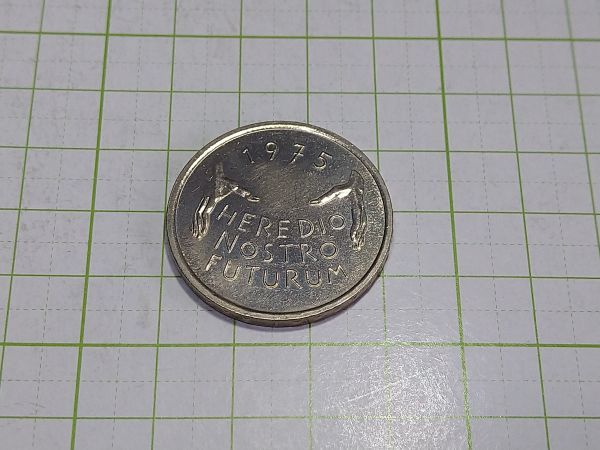 1975
HEREDIO
NOSTRO
FUTURUM